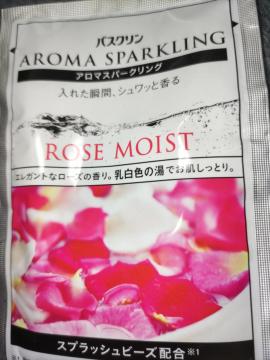 バスクリン
AROMA SPARKLING
アロマスパークリング
入れた瞬間、シュワッと香る
ROSE MOIST
エレガントなローズの香り。乳白色の湯でお肌しっとり。
スプラッシュビーズ配合※1